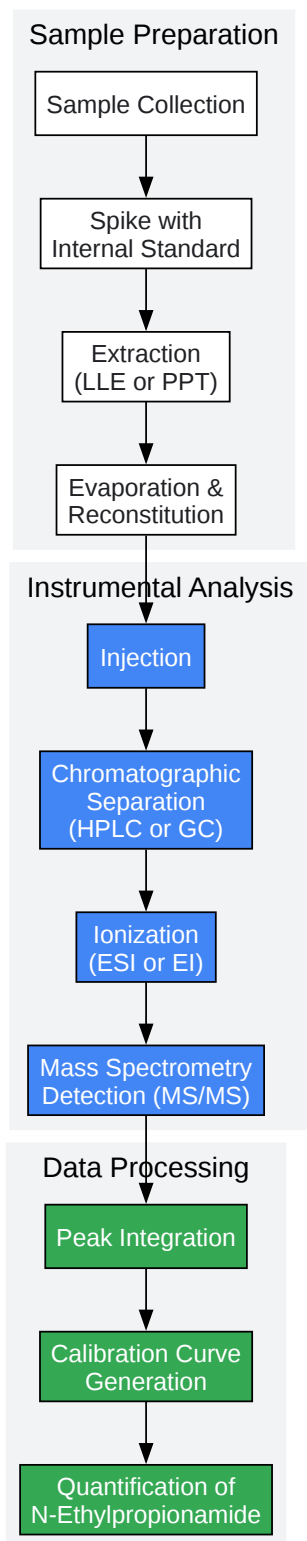 Sample Preparation
Sample Collection
Spike with
Internal Standard
Extraction
(LLE or PPT)
Evaporation &
Reconstitution
Instrumental Analysis
Injection
Chromatographic
Separation
(HPLC or GC)
Ionization
(ESI or EI)
Mass Spectrometry
Detection (MS/MS)
Data Processing
Peak Integration
Calibration Curve
Generation
Quantification of
N-Ethylpropionamide